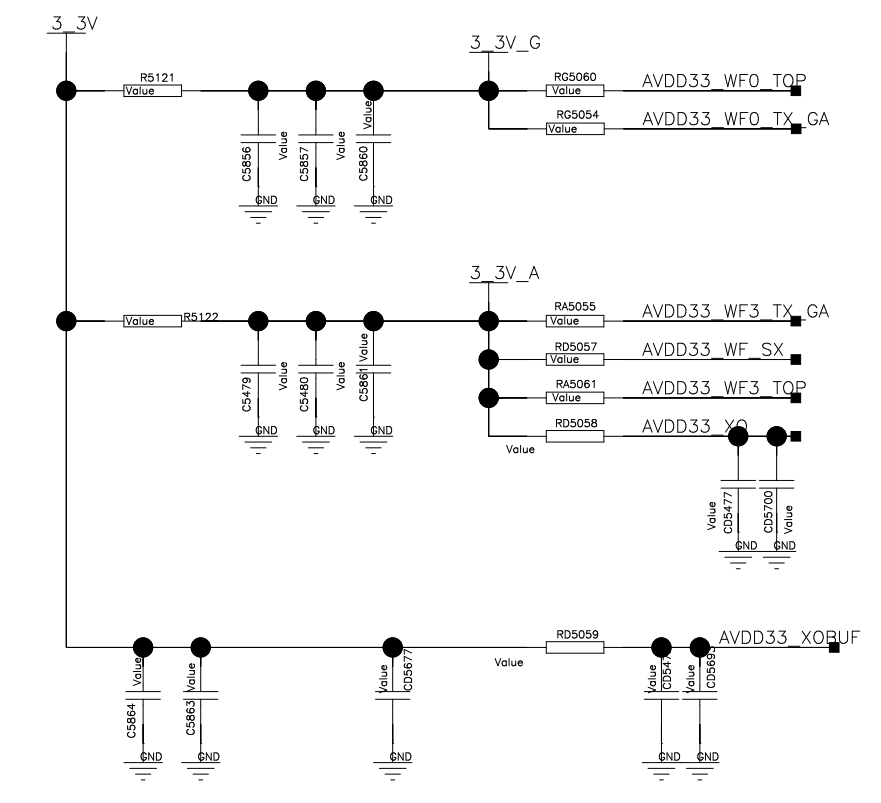 3_3V
3_3V_G
R5121
Value
RG5060
Value
AVDD33_WF0_TOP
RG5054
Value
AVDD33_WF0_TX_GA
C5856
Value
C5857
Value
C5860
Value
GND
GND
GND
3_3V_A
R5122
Value
RA5055
Value
AVDD33_WF3_TX_GA
RD5057
Value
AVDD33_WF_SX
RA5061
Value
AVDD33_WF3_TOP
RD5058
Value
AVDD33_XO
C5479
Value
C5480
Value
C5861
Value
GND
GND
GND
Value
CD5477
CD5700
Value
GND
GND
RD5059
Value
AVDD33_XOBUF
Value
C5864
Value
C5863
CD5677
Value
Value
CD547
Value
CD5693
GND
GND
GND
GND
GND